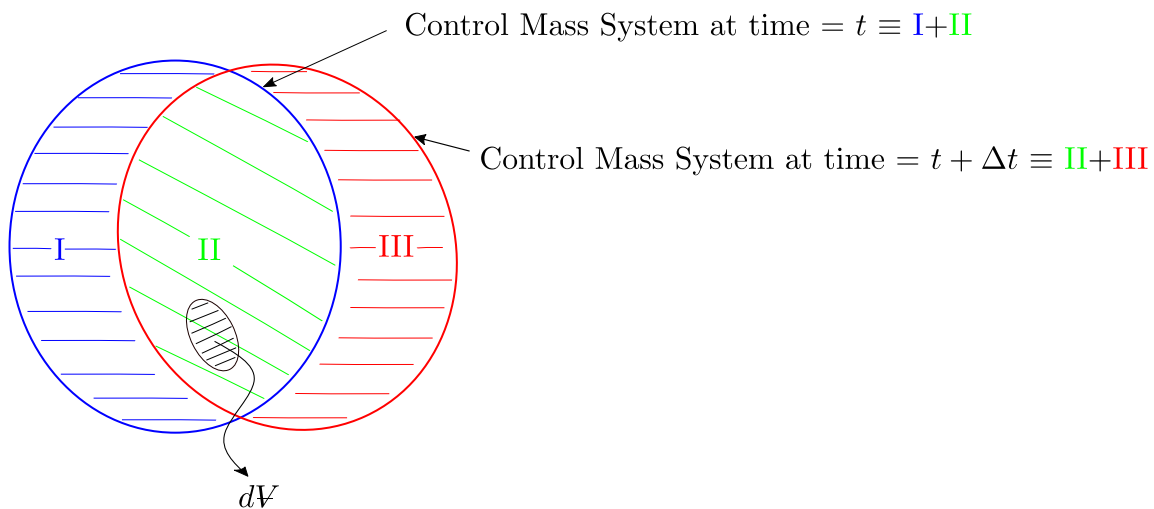 Control Mass System at time = t ≡ I+II
Control Mass System at time = t + Δt ≡ II+III
I
II
III
dV̶